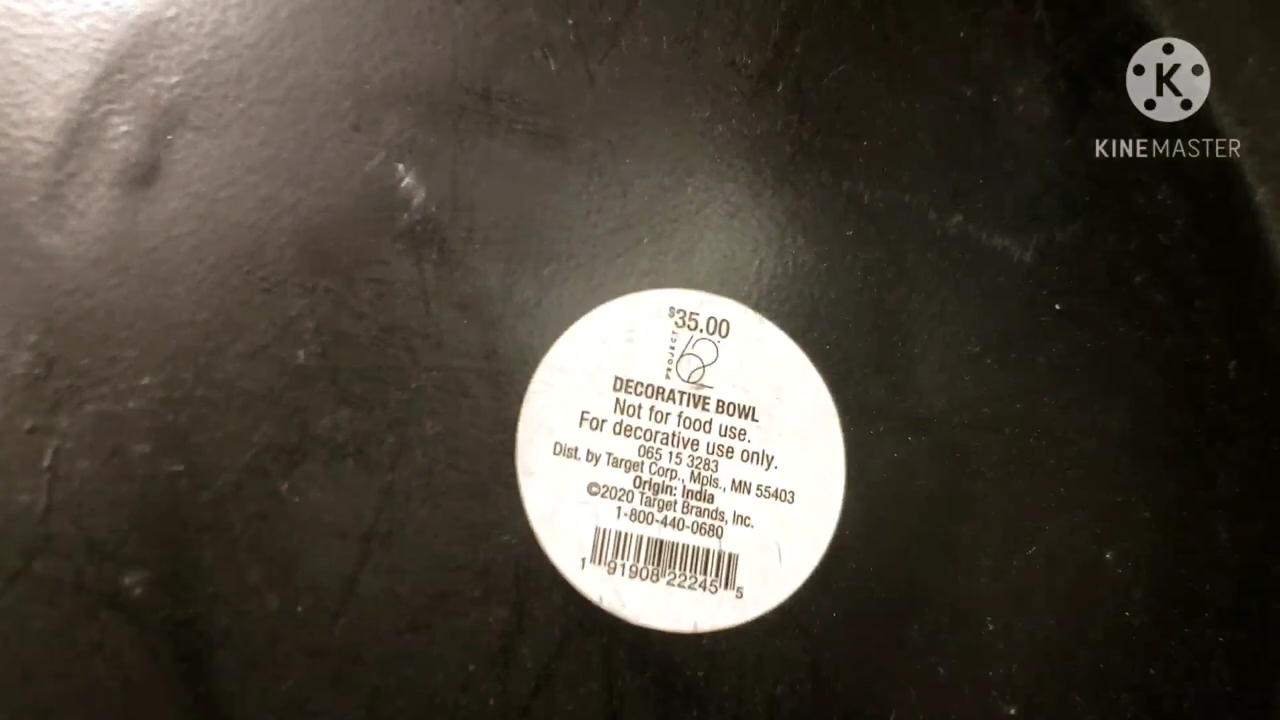 $35.00
PROJECT 62
DECORATIVE BOWL
Not for food use.
For decorative use only.
065 15 3283
Dist. by Target Corp., Mpls., MN 55403
Origin: India
©2020 Target Brands, Inc.
1-800-440-0680
1 91908 22245 5
K
KINEMASTER